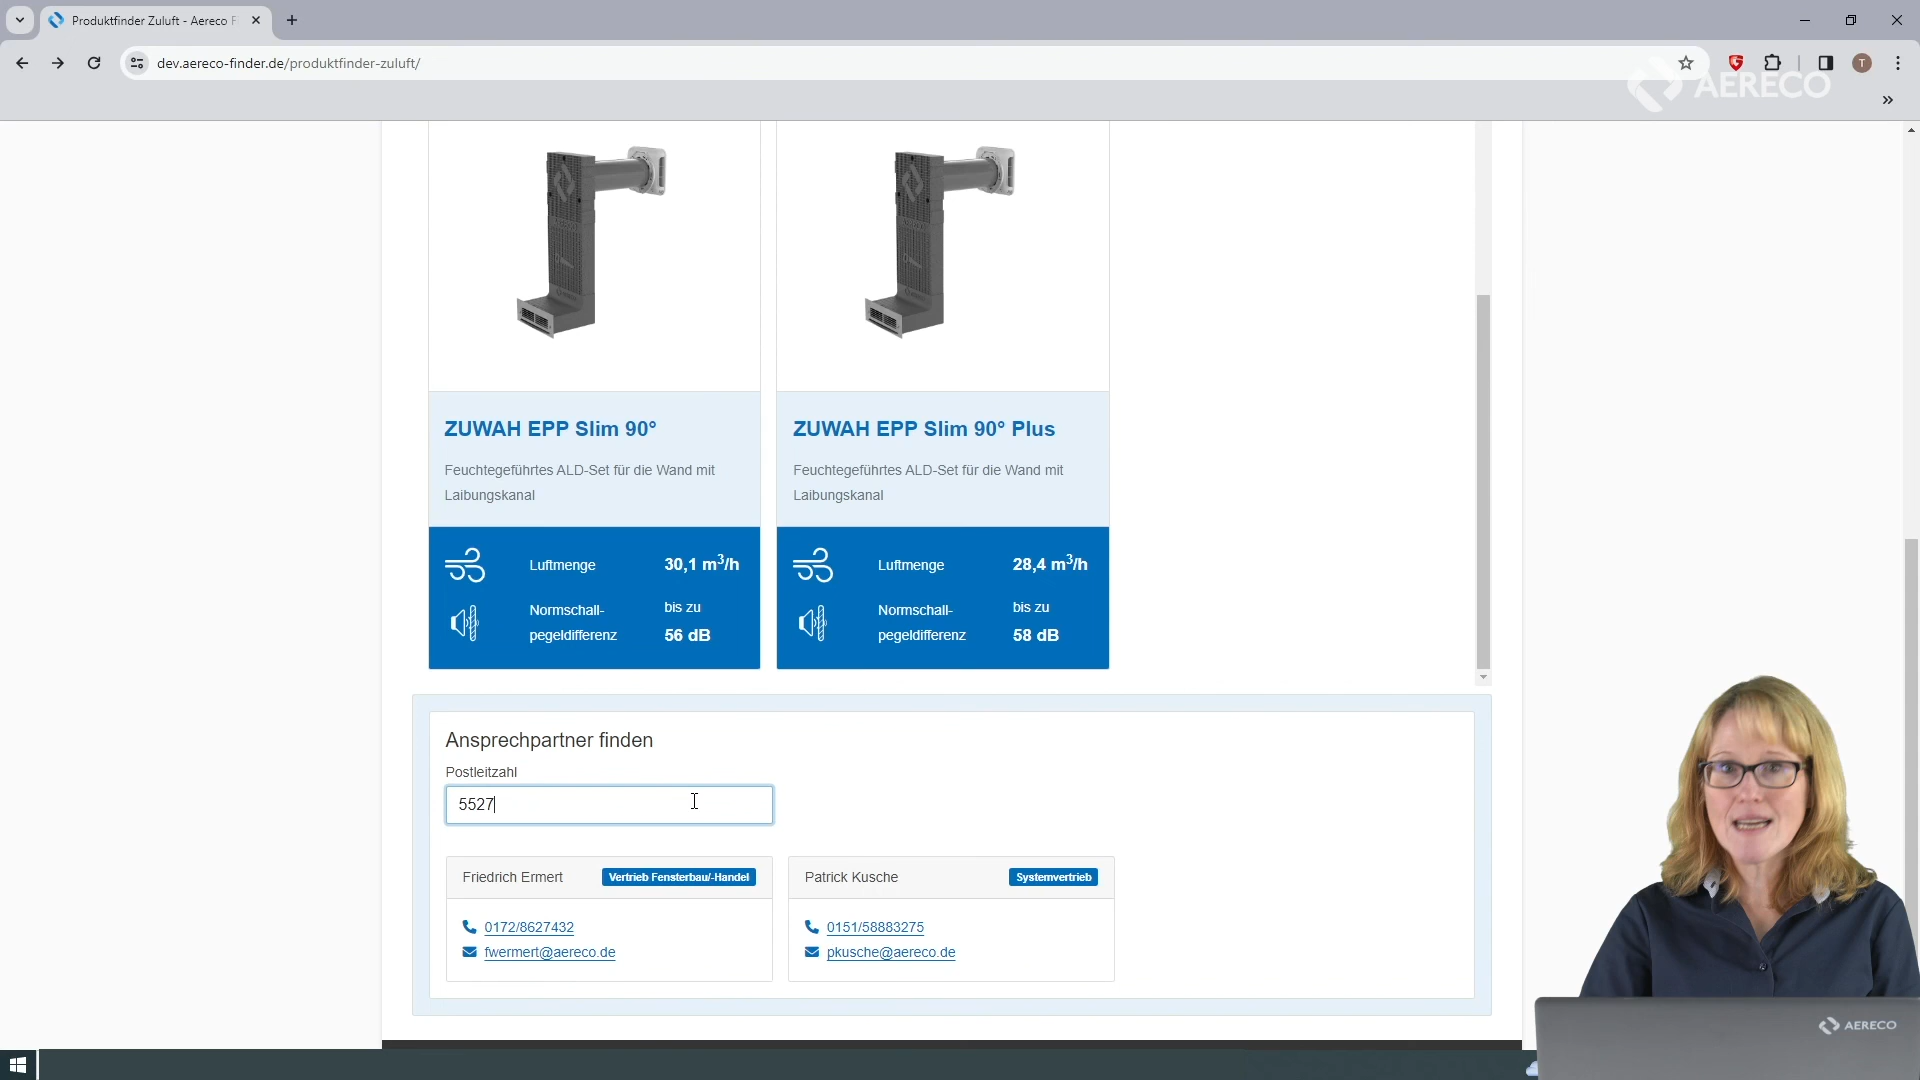 Produktfinder Zuluft - Aereco F
dev.aereco-finder.de/produktfinder-zuluft/
T
AERECO
ZUWAH EPP Slim 90°
Feuchtegeführtes ALD-Set für die Wand mit
Laibungskanal
Luftmenge 30,1 m³/h
Normschall-
pegeldifferenz
bis zu
56 dB
ZUWAH EPP Slim 90° Plus
Feuchtegeführtes ALD-Set für die Wand mit
Laibungskanal
Luftmenge 28,4 m³/h
Normschall-
pegeldifferenz
bis zu
58 dB
Ansprechpartner finden
Postleitzahl
5527
Friedrich Ermert Vertrieb Fensterbau/-Handel
0172/8627432
fwermert@aereco.de
Patrick Kusche Systemvertrieb
0151/58883275
pkusche@aereco.de
AERECO